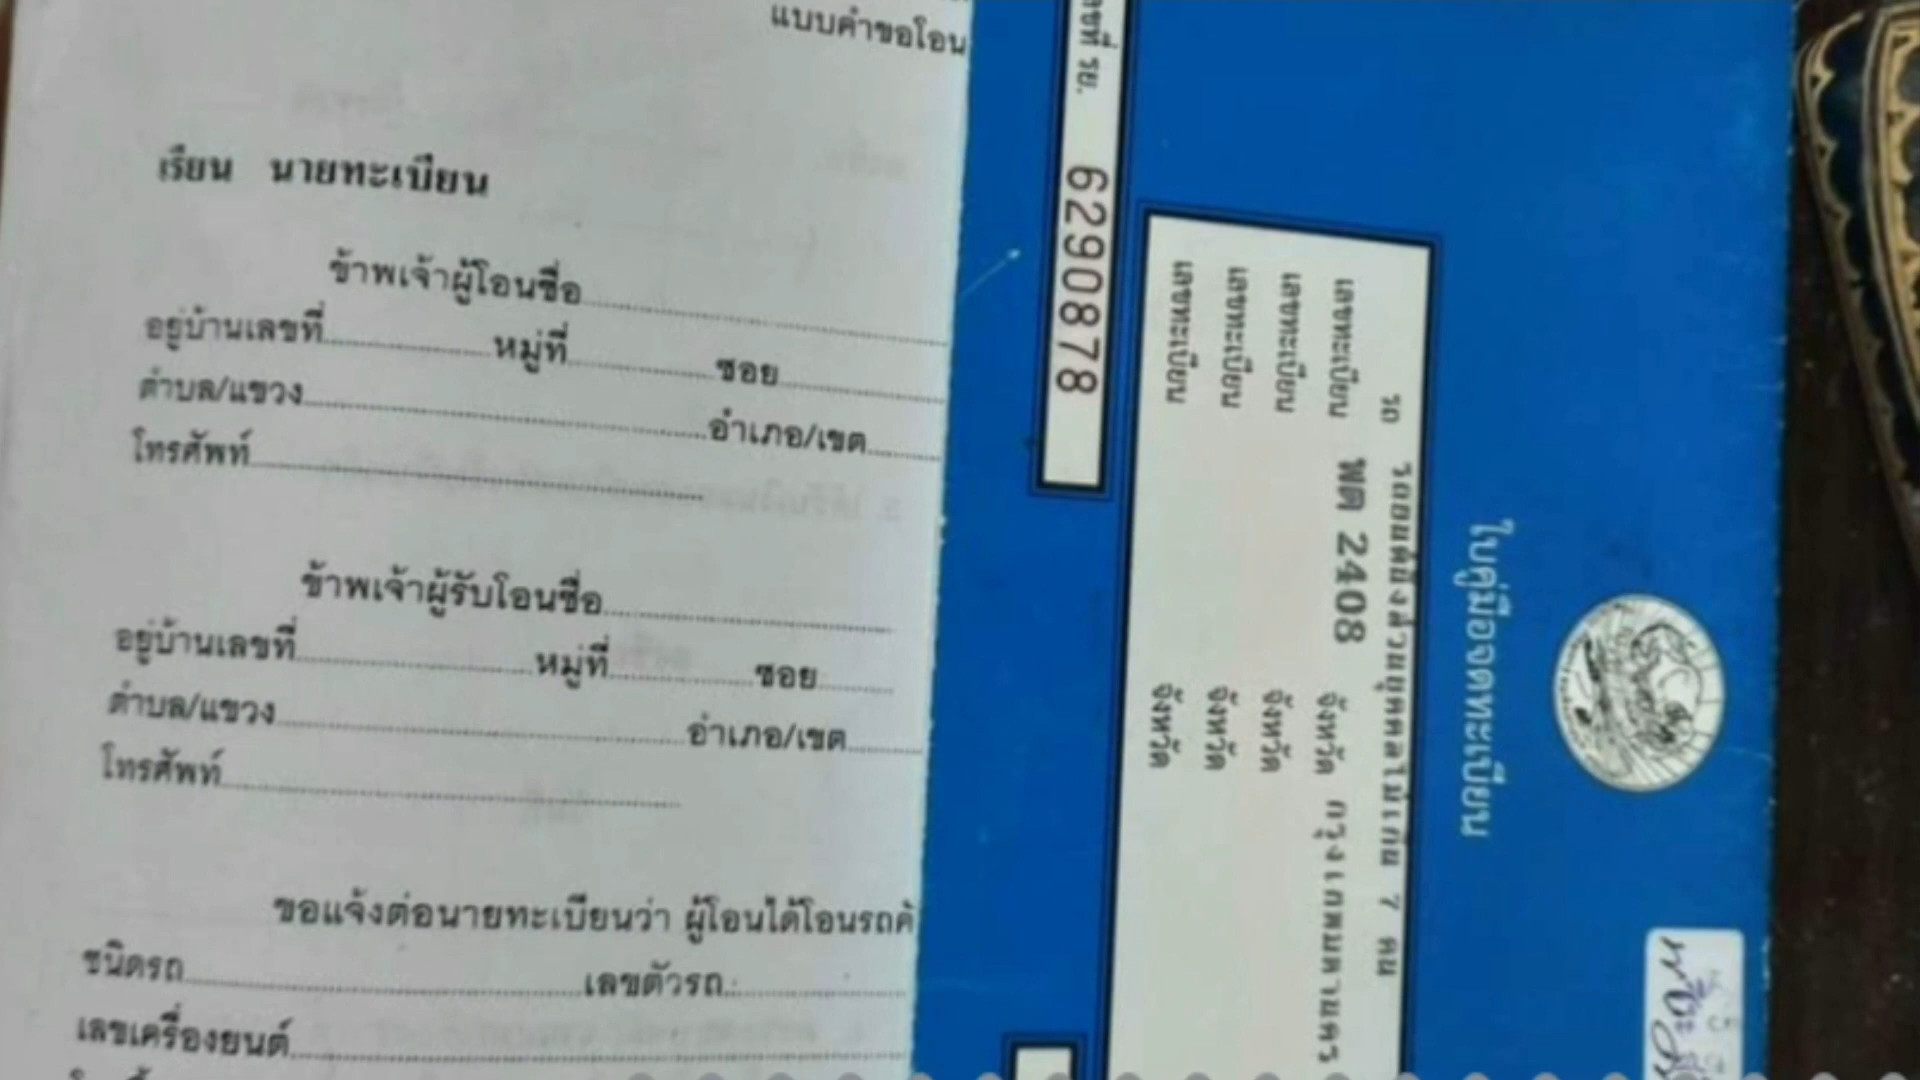 แบบคำขอโอน
เรียน นายทะเบียน
ข้าพเจ้าผู้โอนชื่อ
อยู่บ้านเลขที่ หมู่ที่ ซอย
ตำบล/แขวง อำเภอ/เขต
โทรศัพท์
ข้าพเจ้าผู้รับโอนชื่อ
อยู่บ้านเลขที่ หมู่ที่ ซอย
ตำบล/แขวง อำเภอ/เขต
โทรศัพท์
ขอแจ้งต่อนายทะเบียนว่า ผู้โอนได้โอนรถคั
ชนิดรถ เลขตัวรถ
เลขเครื่องยนต์
ใบคู่มือจดทะเบียน
รถ รถยนต์นั่งส่วนบุคคลไม่เกิน 7 คน
เลขทะเบียน พต 2408 จังหวัด กรุงเทพมหานคร
เลขทะเบียน จังหวัด
เลขทะเบียน จังหวัด
เลขทะเบียน จังหวัด
รย. 6290878